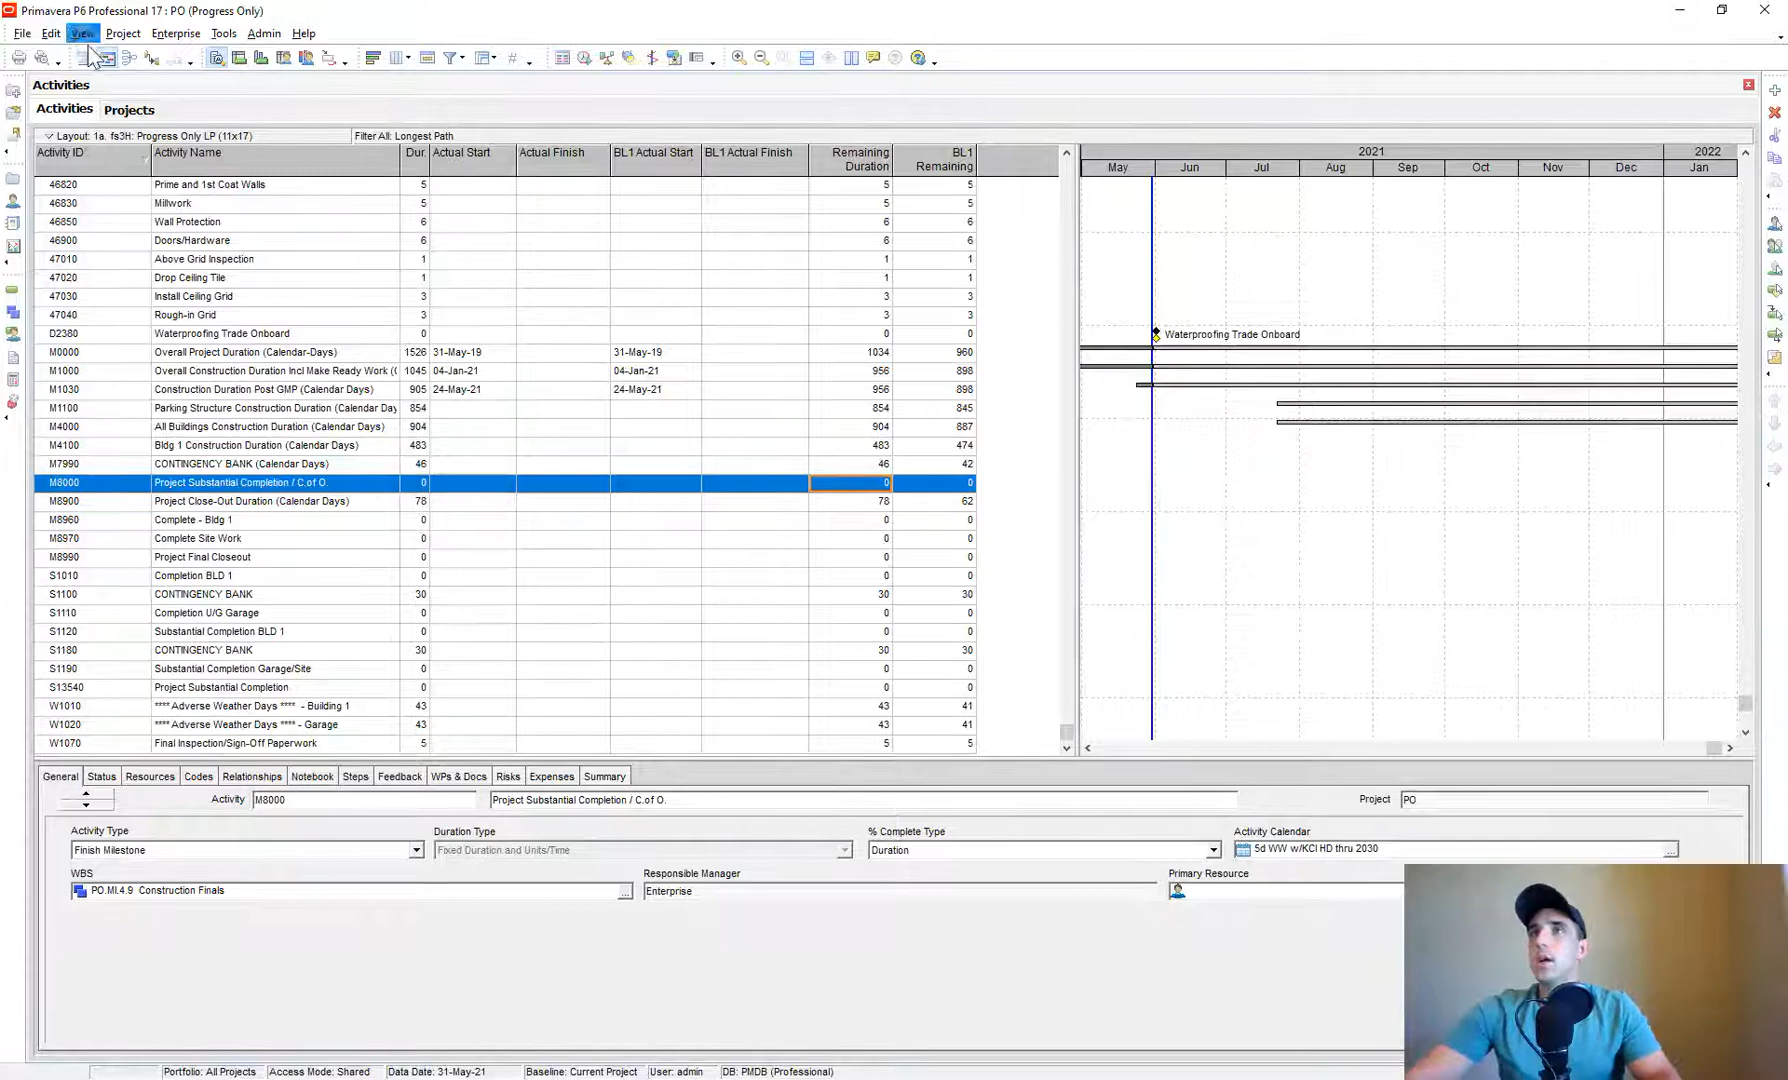 Primavera P6 Professional 17 : PO (Progress Only)
File Edit View Project Enterprise Tools Admin Help
Activities
Activities Projects
Layout: 1a. fs3H: Progress Only LP (11x17) Filter All: Longest Path
Activity ID Activity Name Dur. Actual Start Actual Finish BL1 Actual Start BL1 Actual Finish Remaining Duration BL1 Remaining
2021 2022
May Jun Jul Aug Sep Oct Nov Dec Jan
46820 Prime and 1st Coat Walls 5 5 5
46830 Millwork 5 5 5
46850 Wall Protection 6 6 6
46900 Doors/Hardware 6 6 6
47010 Above Grid Inspection 1 1 1
47020 Drop Ceiling Tile 1 1 1
47030 Install Ceiling Grid 3 3 3
47040 Rough-in Grid 3 3 3
D2380 Waterproofing Trade Onboard 0 0 0 Waterproofing Trade Onboard
M0000 Overall Project Duration (Calendar-Days) 1526 31-May-19 31-May-19 1034 960
M1000 Overall Construction Duration Incl Make Ready Work (C 1045 04-Jan-21 04-Jan-21 956 898
M1030 Construction Duration Post GMP (Calendar Days) 905 24-May-21 24-May-21 956 898
M1100 Parking Structure Construction Duration (Calendar Day 854 854 845
M4000 All Buildings Construction Duration (Calendar Days) 904 904 887
M4100 Bldg 1 Construction Duration (Calendar Days) 483 483 474
M7990 CONTINGENCY BANK (Calendar Days) 46 46 42
M8000 Project Substantial Completion / C.of O. 0 0 0
M8900 Project Close-Out Duration (Calendar Days) 78 78 62
M8960 Complete - Bldg 1 0 0 0
M8970 Complete Site Work 0 0 0
M8990 Project Final Closeout 0 0 0
S1010 Completion BLD 1 0 0 0
S1100 CONTINGENCY BANK 30 30 30
S1110 Completion U/G Garage 0 0 0
S1120 Substantial Completion BLD 1 0 0 0
S1180 CONTINGENCY BANK 30 30 30
S1190 Substantial Completion Garage/Site 0 0 0
S13540 Project Substantial Completion 0 0 0
W1010 **** Adverse Weather Days **** - Building 1 43 43 41
W1020 **** Adverse Weather Days **** - Garage 43 43 41
W1070 Final Inspection/Sign-Off Paperwork 5 5 5
General Status Resources Codes Relationships Notebook Steps Feedback WPs & Docs Risks Expenses Summary
Activity M8000 Project Substantial Completion / C.of O. Project PO
Activity Type Duration Type % Complete Type Activity Calendar
Finish Milestone Fixed Duration and Units/Time Duration 5d WW w/KCI HD thru 2030
WBS Responsible Manager Primary Resource
PO.MI.4.9 Construction Finals Enterprise
Portfolio: All Projects Access Mode: Shared Data Date: 31-May-21 Baseline: Current Project User: admin DB: PMDB (Professional)